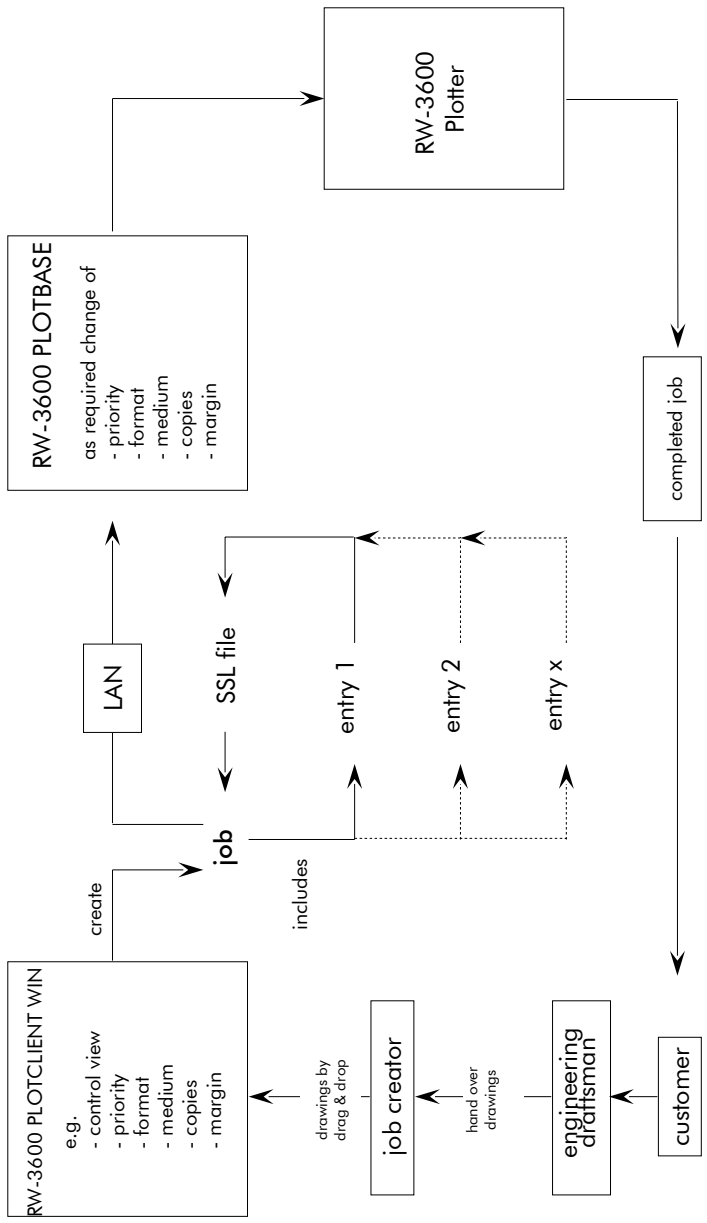 RW-3600 PLOTCLIENT WIN
e.g.
- control view
- priority
- format
- medium
- copies
- margin
create
LAN
RW-3600 PLOTBASE
as required change of
- priority
- format
- medium
- copies
- margin
RW-3600
Plotter
job
SSL file
includes
entry 1
entry 2
entry x
drawings by
drag & drop
job creator
hand over
drawings
engineering
draftsman
customer
completed job